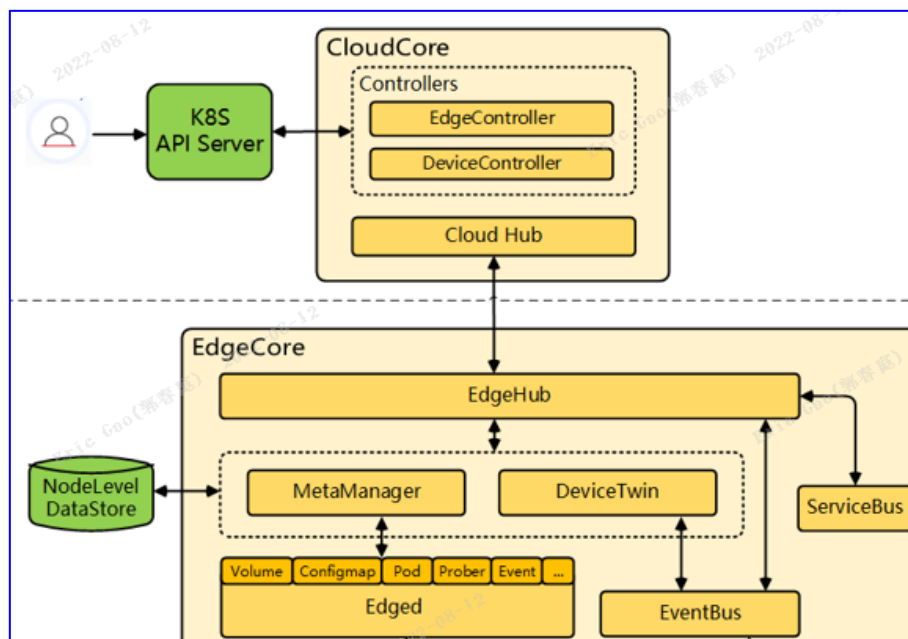 CloudCore
Controllers
K8S
API Server
EdgeController
DeviceController
Cloud Hub
EdgeCore
EdgeHub
NodeLevel
DataStore
MetaManager
DeviceTwin
ServiceBus
Volume Configmap Pod Prober Event ...
Edged
EventBus
2022-08-12